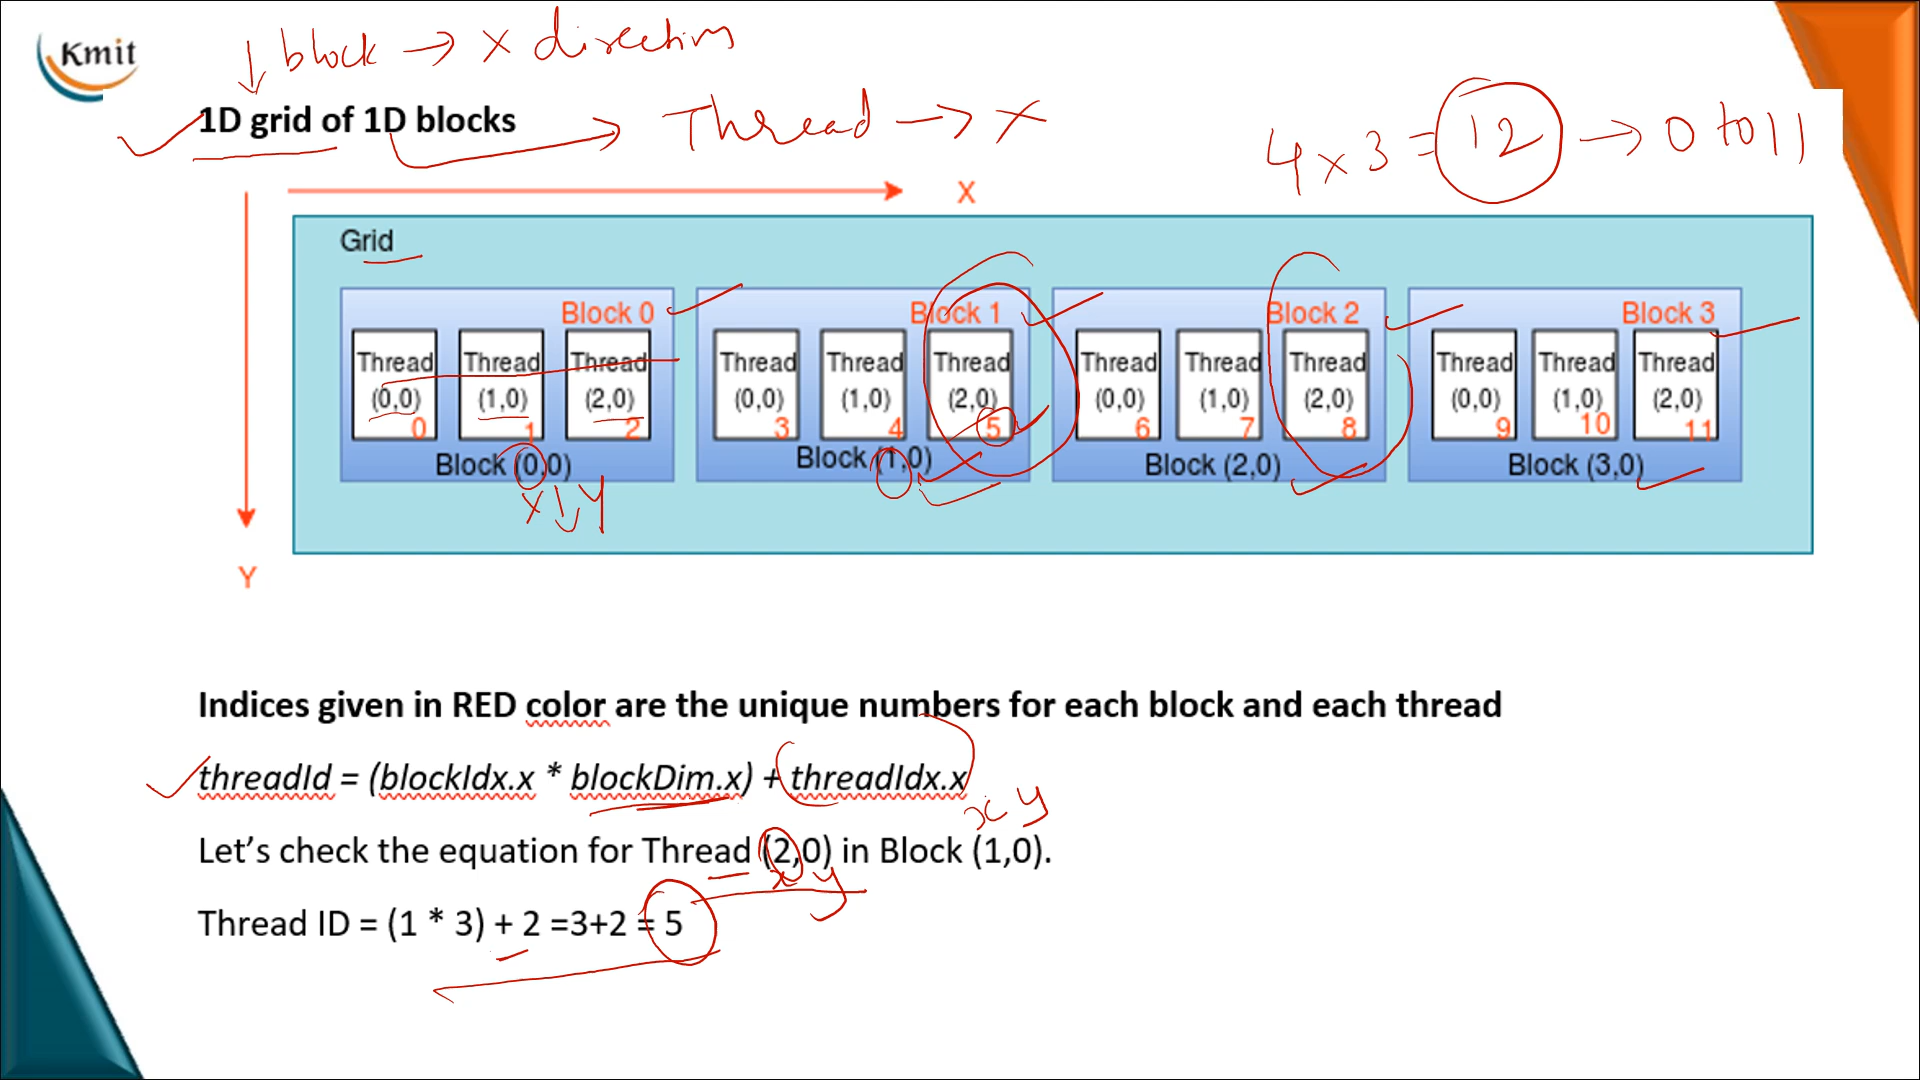 Kmit
block → x direction
1D grid of 1D blocks
Thread → x
4 x 3 = 12 → 0 to 11
X
Y
Grid
Block 0 Block 1 Block 2 Block 3
Thread Thread Thread Thread Thread Thread Thread Thread Thread Thread Thread Thread
(0,0) (1,0) (2,0) (0,0) (1,0) (2,0) (0,0) (1,0) (2,0) (0,0) (1,0) (2,0)
0 1 2 3 4 5 6 7 8 9 10 11
Block (0,0) Block (1,0) Block (2,0) Block (3,0)
x y
Indices given in RED color are the unique numbers for each block and each thread
threadId = (blockIdx.x * blockDim.x) + threadIdx.x
x y
Let’s check the equation for Thread (2,0) in Block (1,0).
x y
Thread ID = (1 * 3) + 2 =3+2 = 5